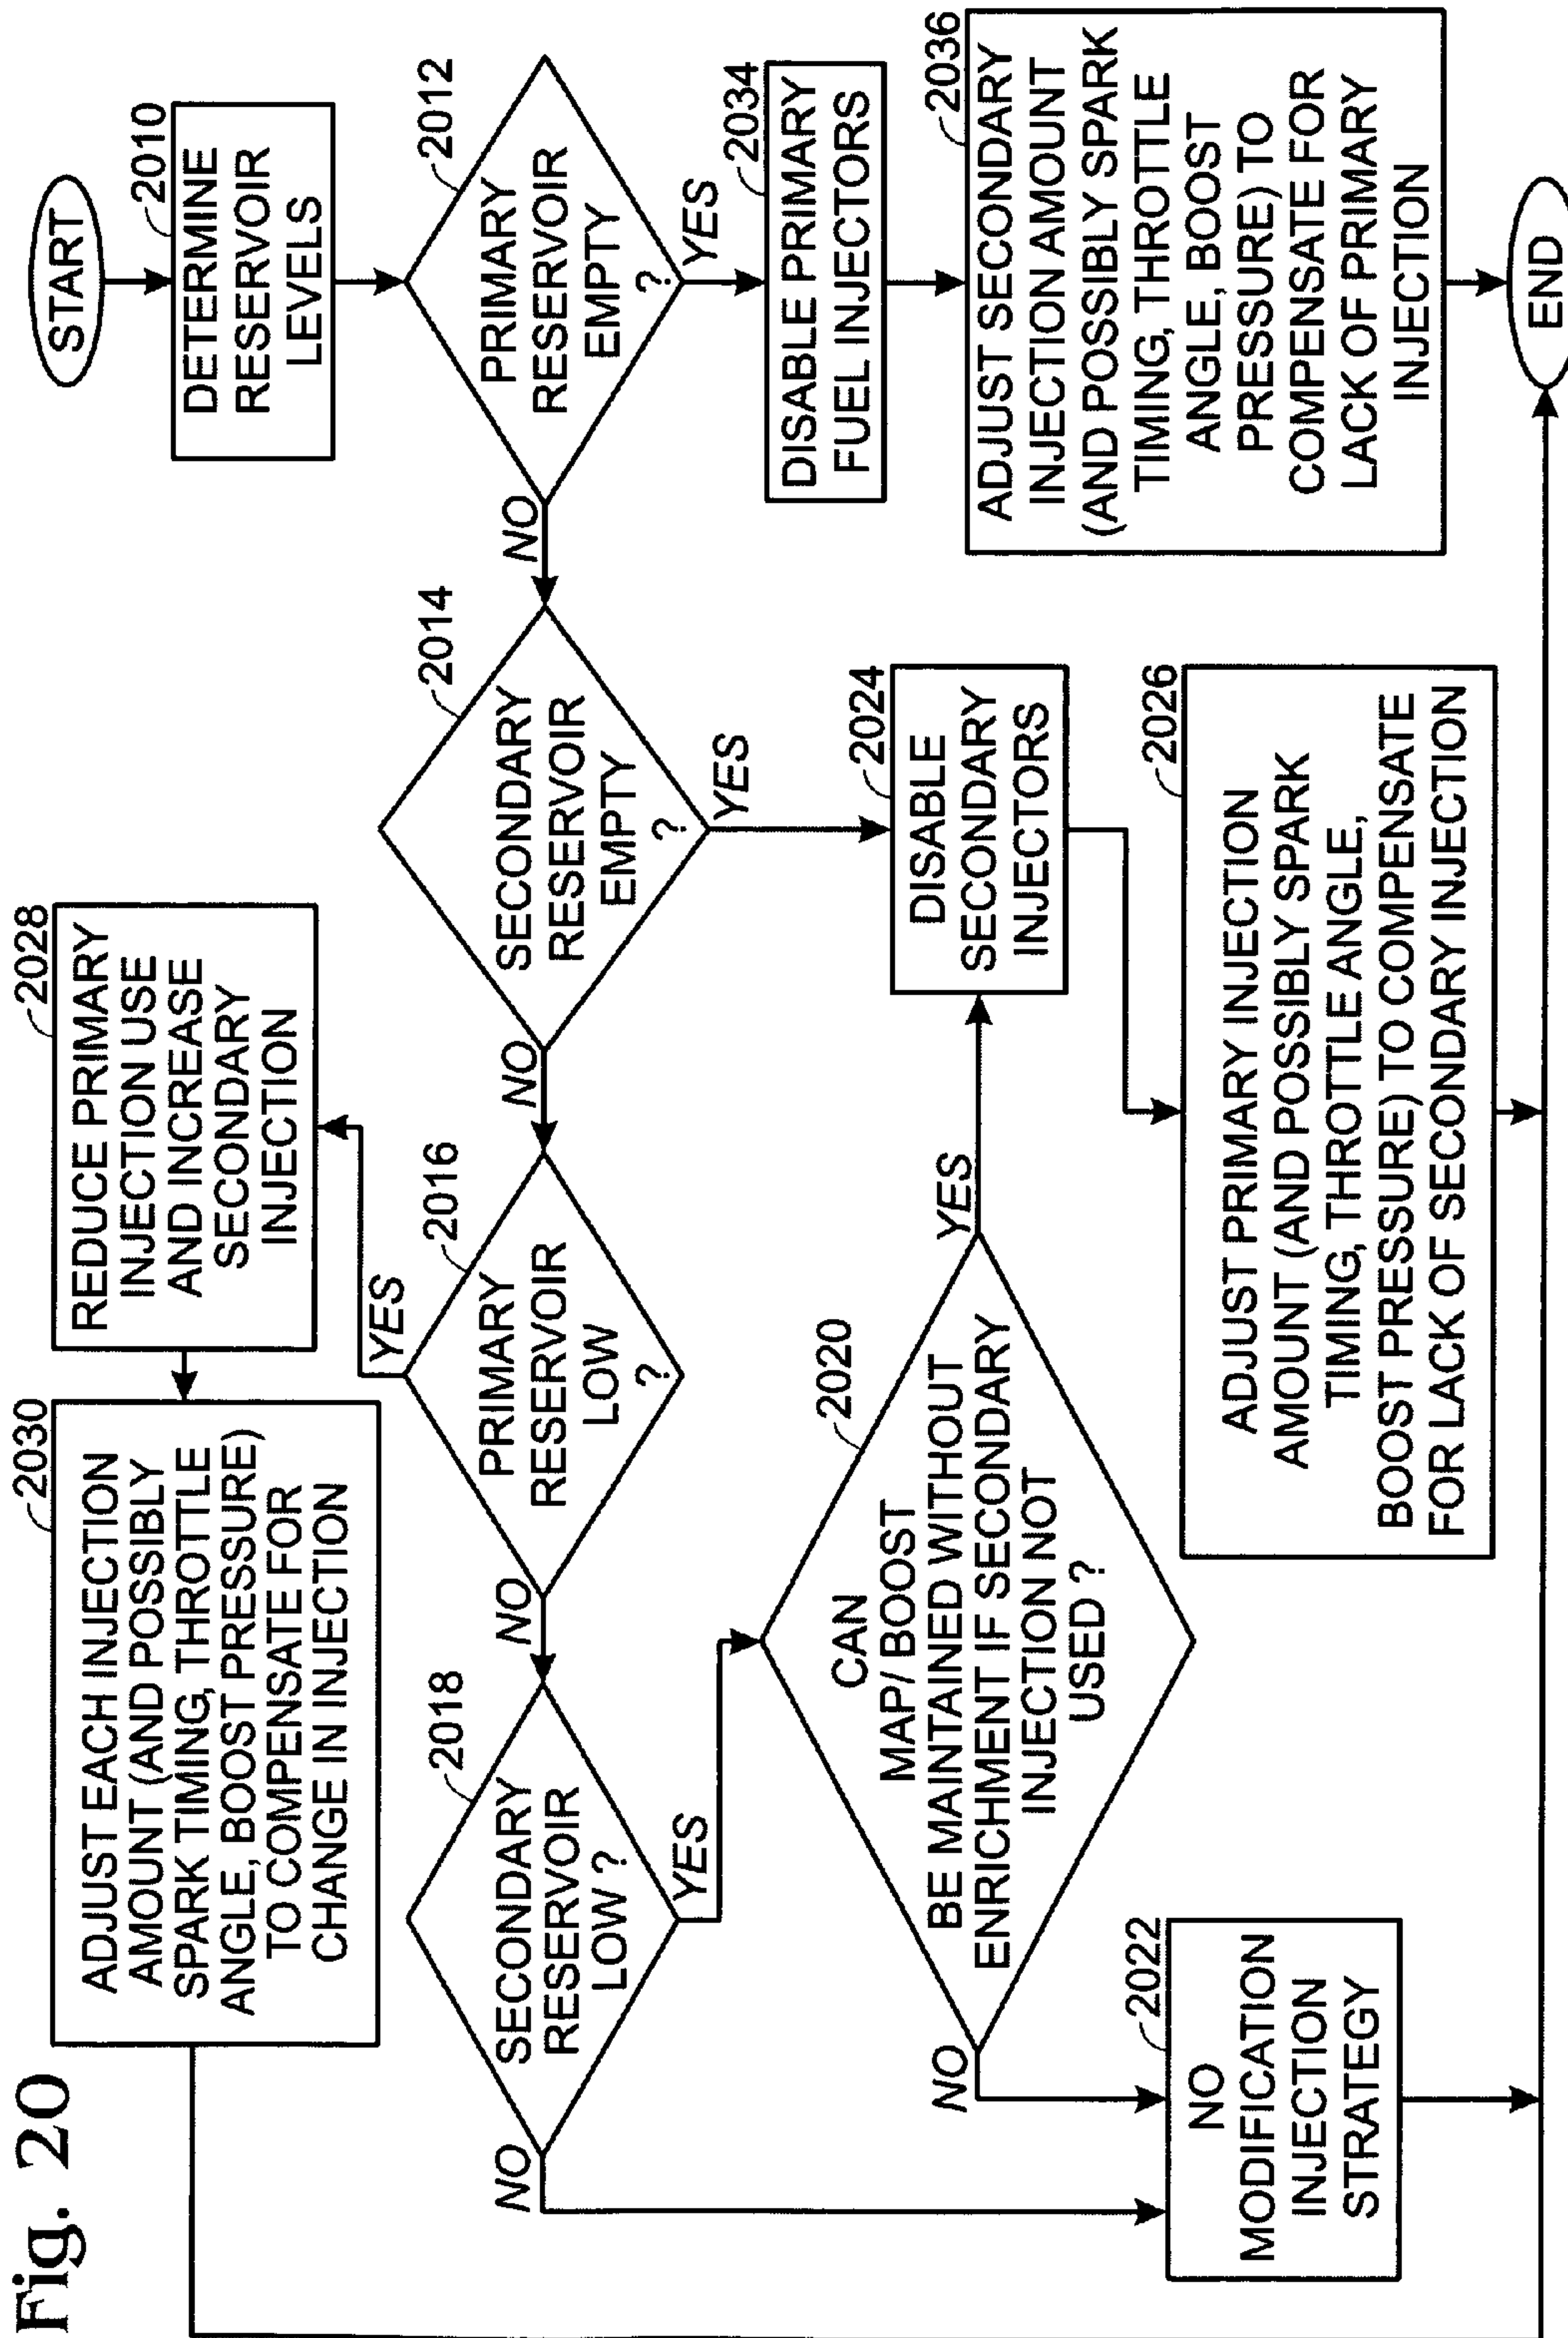 Fig. 20
START
2010
DETERMINE
RESERVOIR
LEVELS
2012
PRIMARY
RESERVOIR
EMPTY
?
YES
NO
2034
DISABLE PRIMARY
FUEL INJECTORS
2036
ADJUST SECONDARY
INJECTION AMOUNT
(AND POSSIBLY SPARK
TIMING, THROTTLE
ANGLE, BOOST
PRESSURE) TO
COMPENSATE FOR
LACK OF PRIMARY
INJECTION
END
2014
SECONDARY
RESERVOIR
EMPTY
?
YES
NO
2024
DISABLE
SECONDARY
INJECTORS
2026
ADJUST PRIMARY INJECTION
AMOUNT (AND POSSIBLY SPARK
TIMING, THROTTLE ANGLE,
BOOST PRESSURE) TO COMPENSATE
FOR LACK OF SECONDARY INJECTION
2016
PRIMARY
RESERVOIR
LOW
?
YES
NO
2028
REDUCE PRIMARY
INJECTION USE
AND INCREASE
SECONDARY
INJECTION
2030
ADJUST EACH INJECTION
AMOUNT (AND POSSIBLY
SPARK TIMING, THROTTLE
ANGLE, BOOST PRESSURE)
TO COMPENSATE FOR
CHANGE IN INJECTION
2018
SECONDARY
RESERVOIR
LOW ?
YES
NO
2020
CAN
MAP/ BOOST
BE MAINTAINED WITHOUT
ENRICHMENT IF SECONDARY
INJECTION NOT
USED ?
YES
NO
2022
NO
MODIFICATION
INJECTION
STRATEGY